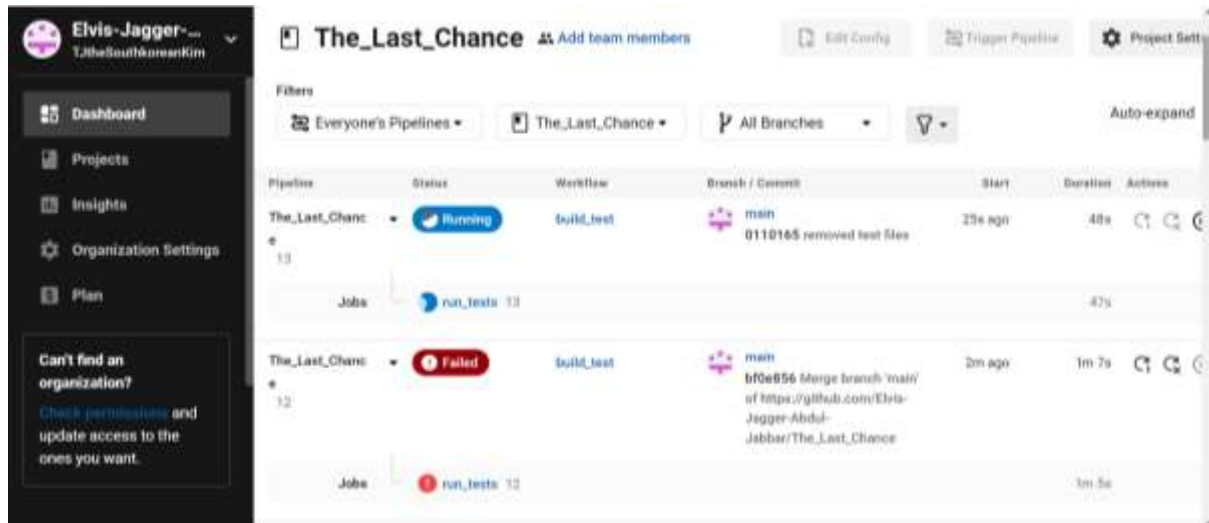 Elvis-Jagger-...
TJtheSouthkoreanKim
Dashboard
Projects
Insights
Organization Settings
Plan
Can't find an
organization?
Check permissions and
update access to the
ones you want.
The_Last_Chance Add team members Edit Config Trigger Pipeline Project Sett
Filters
Everyone's Pipelines The_Last_Chance All Branches Auto-expand
Pipeline Status Workflow Branch / Commit Start Duration Actions
The_Last_Chanc Running build_test main 25s ago 48s
e 0110165 removed test files
13
Jobs run_tests 13 47s
The_Last_Chanc Failed build_test main 2m ago 1m 7s
e bf0e856 Merge branch 'main'
12 of https://github.com/Elvis-
Jagger-Abdul-
Jabbar/The_Last_Chance
Jobs run_tests 12 1m 5s